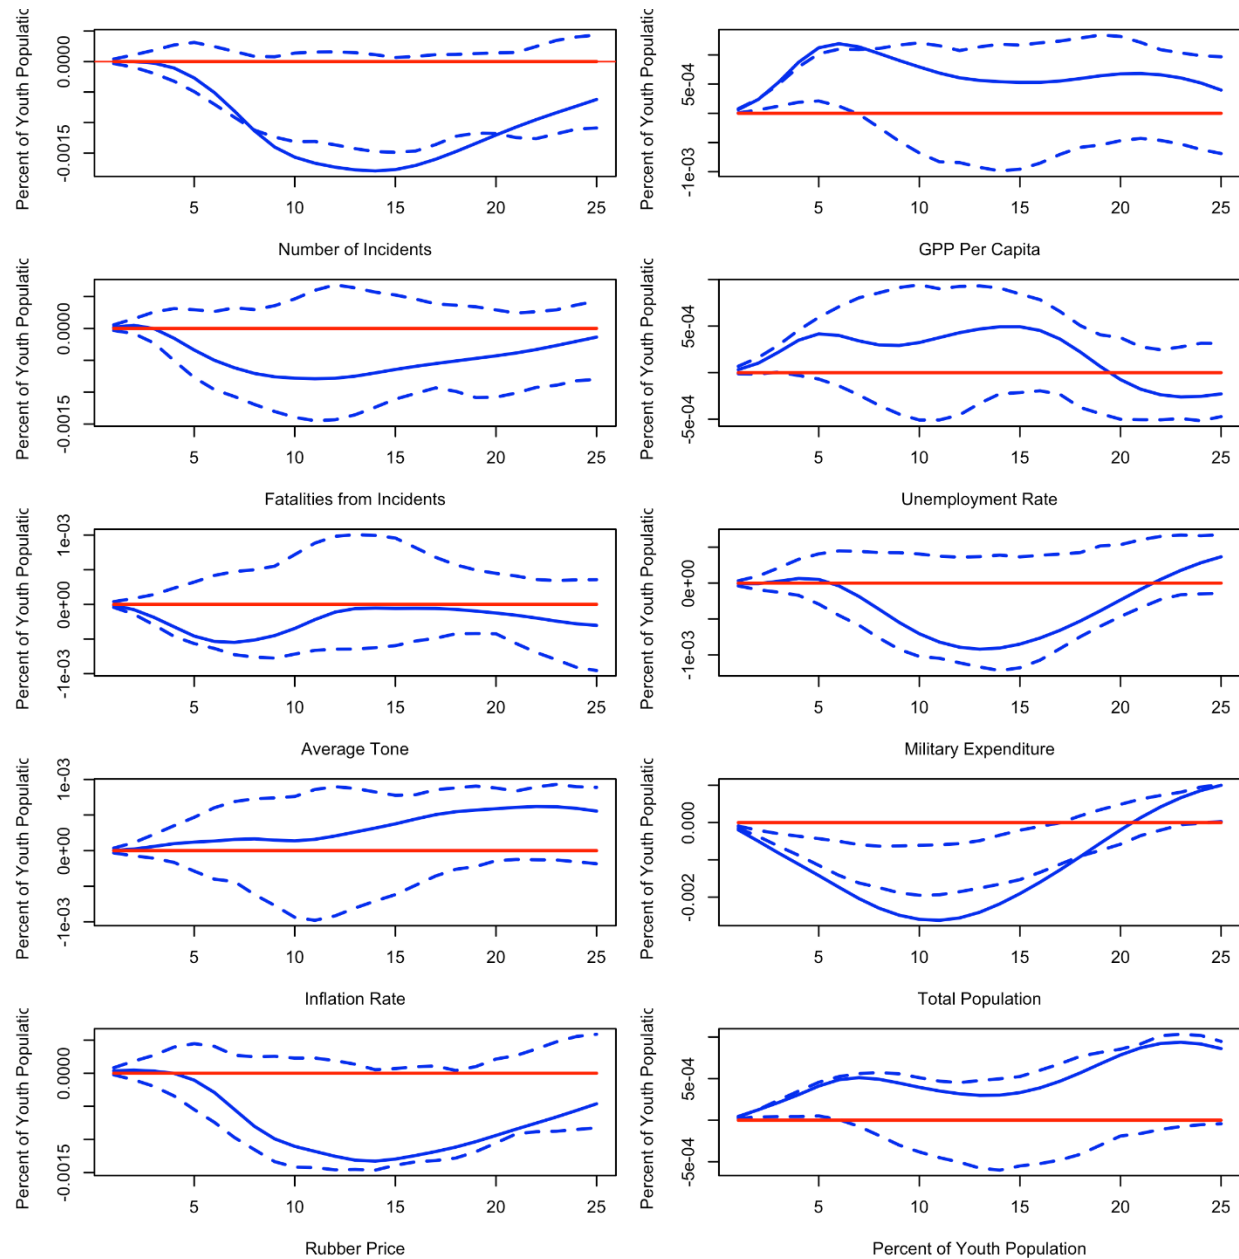 Percent of Youth Populatic
0.0000
-0.0015
5 10 15 20 25
Number of Incidents
Percent of Youth Populatic
5e-04
-1e-03
5 10 15 20 25
GPP Per Capita
Percent of Youth Populatic
0.0000
-0.0015
5 10 15 20 25
Fatalities from Incidents
Percent of Youth Populatic
5e-04
-5e-04
5 10 15 20 25
Unemployment Rate
Percent of Youth Populatic
1e-03
0e+00
-1e-03
5 10 15 20 25
Average Tone
Percent of Youth Populatic
0e+00
-1e-03
5 10 15 20 25
Military Expenditure
Percent of Youth Populatic
1e-03
0e+00
-1e-03
5 10 15 20 25
Inflation Rate
Percent of Youth Populatic
0.000
-0.002
5 10 15 20 25
Total Population
Percent of Youth Populatic
0.0000
-0.0015
5 10 15 20 25
Rubber Price
Percent of Youth Populatic
5e-04
-5e-04
5 10 15 20 25
Percent of Youth Population